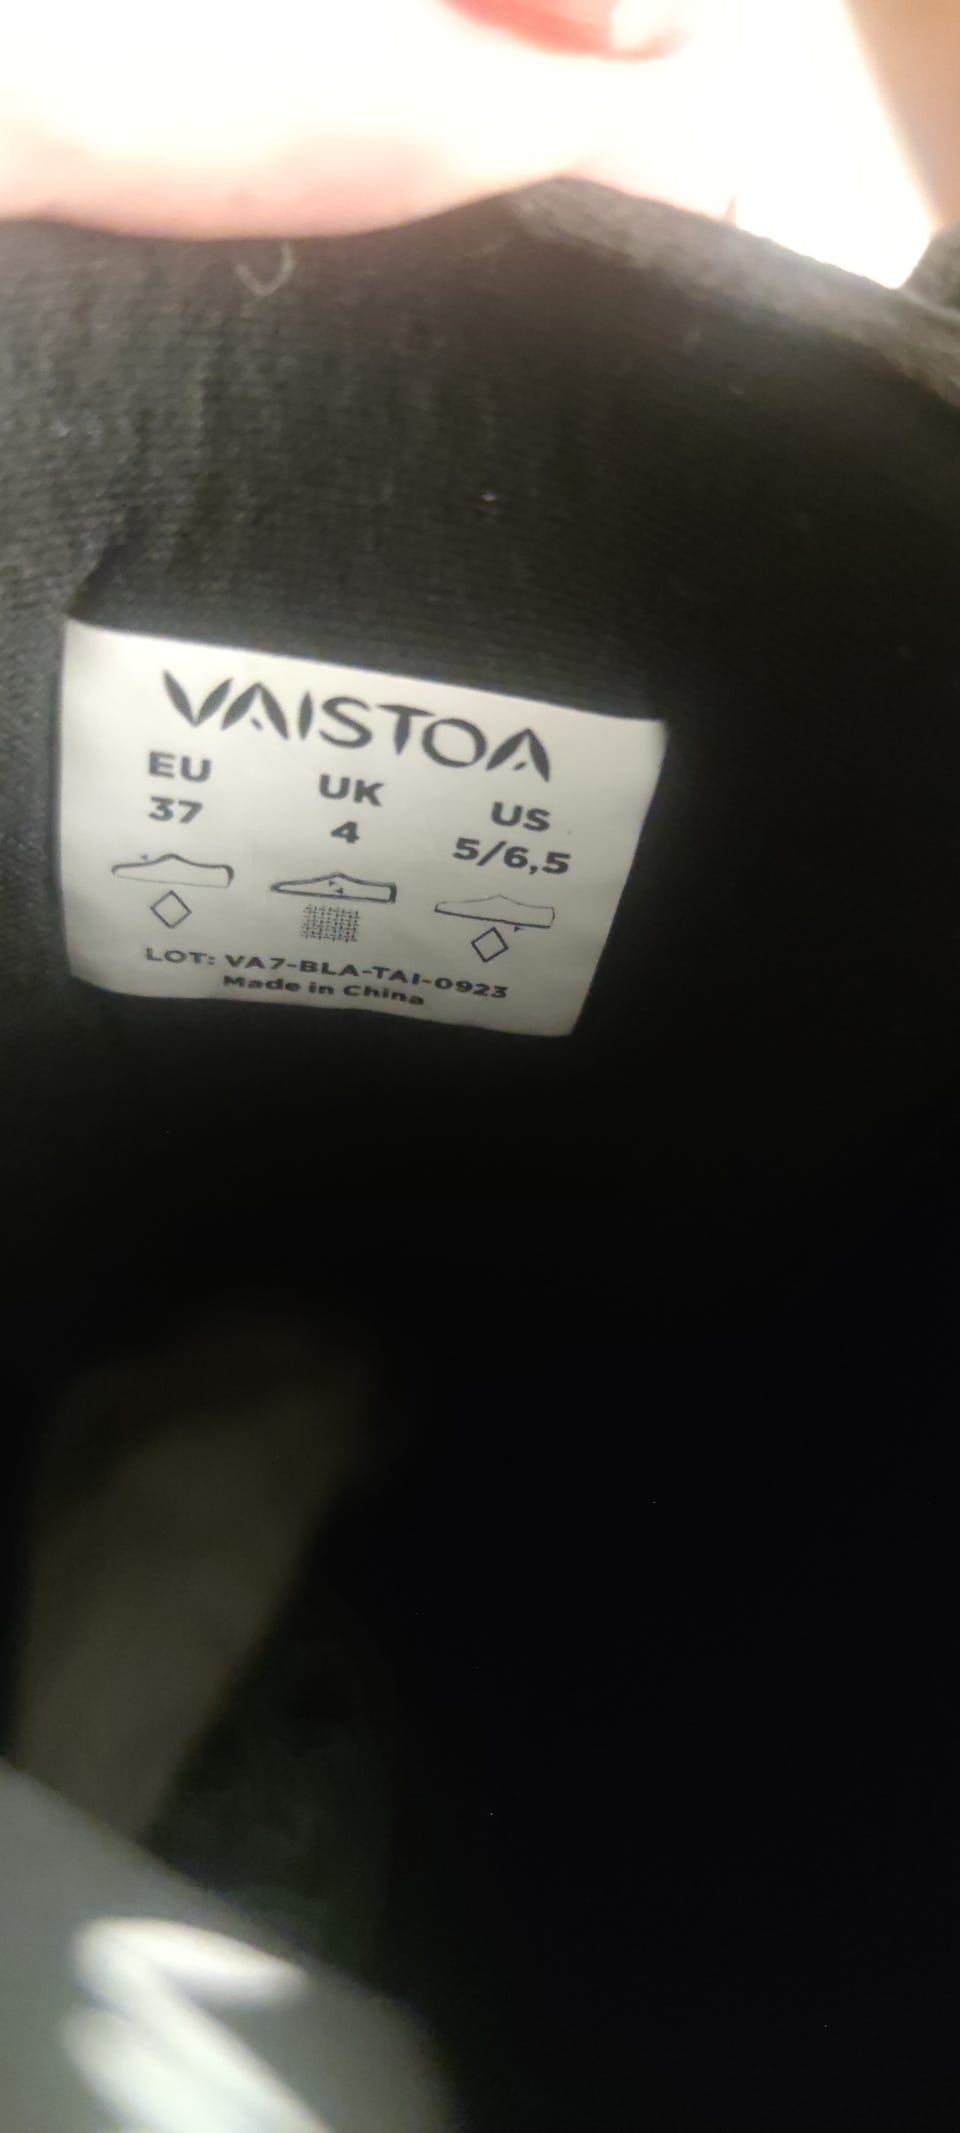 VAISTOA
EU UK US
37 4 5/6,5
LOT: VA7-BLA-TAI-0923
Made in China